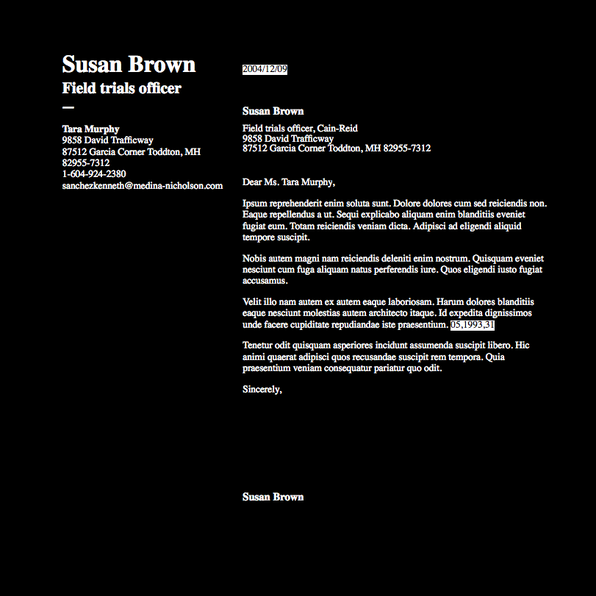 Susan Brown
Field trials officer
—
Tara Murphy
9858 David Trafficway
87512 Garcia Corner Toddton, MH
82955-7312
1-604-924-2380
sanchezkenneth@medina-nicholson.com
2004/12/09
Susan Brown
Field trials officer, Cain-Reid
9858 David Trafficway
87512 Garcia Corner Toddton, MH 82955-7312
Dear Ms. Tara Murphy,
Ipsum reprehenderit enim soluta sunt. Dolore dolores cum sed reiciendis non.
Eaque repellendus a ut. Sequi explicabo aliquam enim blanditiis eveniet
fugiat eum. Totam reiciendis veniam dicta. Adipisci ad eligendi aliquid
tempore suscipit.
Nobis autem magni nam reiciendis deleniti enim nostrum. Quisquam eveniet
nesciunt cum fuga aliquam natus perferendis iure. Quos eligendi iusto fugiat
accusamus.
Velit illo nam autem ex autem eaque laboriosam. Harum dolores blanditiis
eaque nesciunt molestias autem architecto itaque. Id expedita dignissimos
unde facere cupiditate repudiandae iste praesentium. 05,1993,31
Tenetur odit quisquam asperiores incidunt assumenda suscipit libero. Hic
animi quaerat adipisci quos recusandae suscipit rem tempora. Quia
praesentium veniam consequatur pariatur quo odit.
Sincerely,
Susan Brown